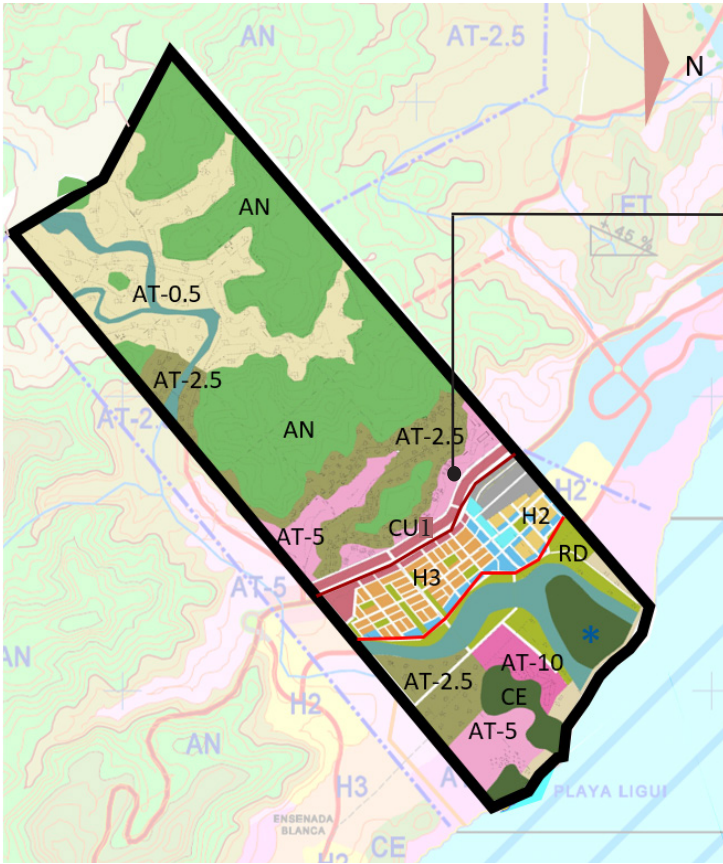 AN
AT-2.5
N
AN
ET
+ 45 %
AT-0.5
AT-2.5
AT-2.5
AN
AT-2.5
AT-5
CU1
H2
H2
RD
H3
AT-5
*
AT-10
AT-2.5
CE
AN
H2
AT-5
AN
H3
PLAYA LIGUI
ENSENADA
BLANCA
CE
H2